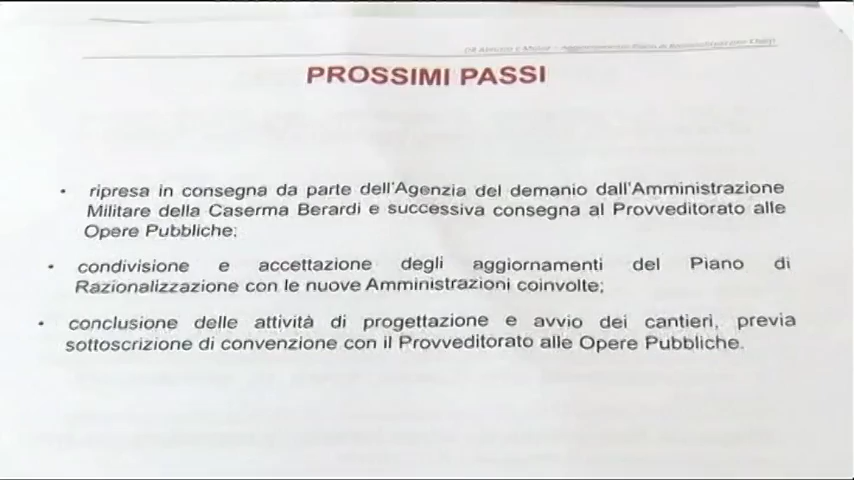 PROSSIMI PASSI
• ripresa in consegna da parte dell'Agenzia del demanio dall'Amministrazione
Militare della Caserma Berardi e successiva consegna al Provveditorato alle
Opere Pubbliche;
• condivisione e accettazione degli aggiornamenti del Piano di
Razionalizzazione con le nuove Amministrazioni coinvolte;
• conclusione delle attività di progettazione e avvio dei cantieri, previa
sottoscrizione di convenzione con il Provveditorato alle Opere Pubbliche.